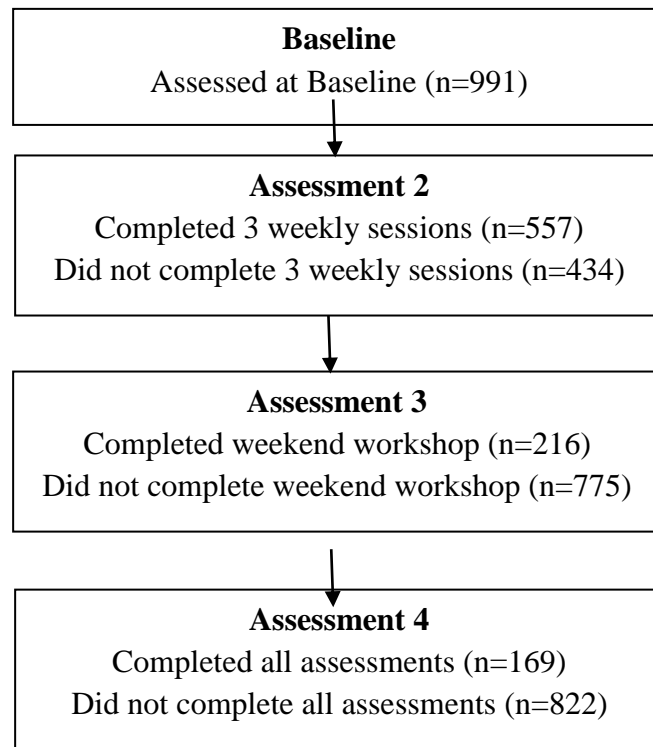 Baseline
Assessed at Baseline (n=991)
Assessment 2
Completed 3 weekly sessions (n=557)
Did not complete 3 weekly sessions (n=434)
Assessment 3
Completed weekend workshop (n=216)
Did not complete weekend workshop (n=775)
Assessment 4
Completed all assessments (n=169)
Did not complete all assessments (n=822)